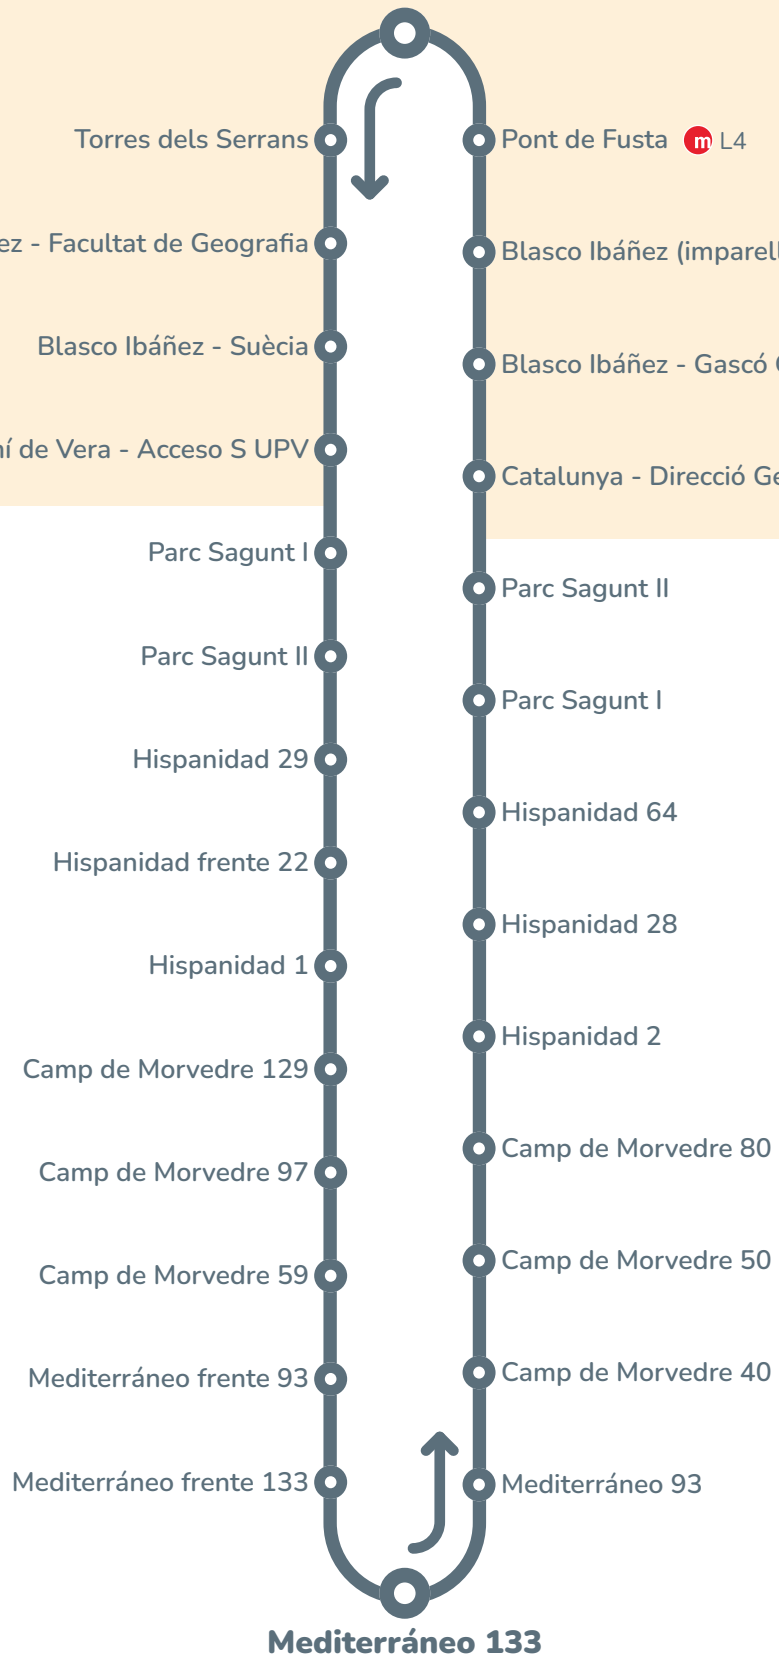 Torres dels Serrans
Pont de Fusta m L4
- Facultat de Geografia
Blasco Ibáñez
Blasco Ibáñez - Suècia
Blasco Ibáñez - Gascó
de Vera - Acceso S UPV
Catalunya - Direcció
Parc Sagunt I
Parc Sagunt II
Parc Sagunt II
Parc Sagunt I
Hispanidad 29
Hispanidad 64
Hispanidad frente 22
Hispanidad 28
Hispanidad 1
Hispanidad 2
Camp de Morvedre 129
Camp de Morvedre 80
Camp de Morvedre 97
Camp de Morvedre 50
Camp de Morvedre 59
Camp de Morvedre 40
Mediterráneo frente 93
Mediterráneo frente 133
Mediterráneo 93
Mediterráneo 133